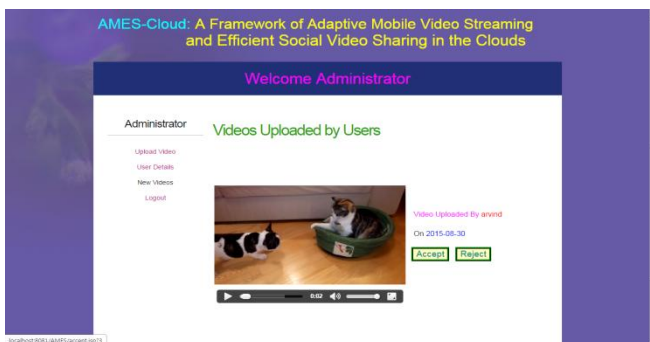 AMES-Cloud: A Framework of Adaptive Mobile Video Streaming
and Efficient Social Video Sharing in the Clouds
Welcome Administrator
Administrator
Videos Uploaded by Users
Upload Video
User Details
New Videos
Logout
Video Uploaded By arvind
On 2015-08-30
Accept Reject
0:02